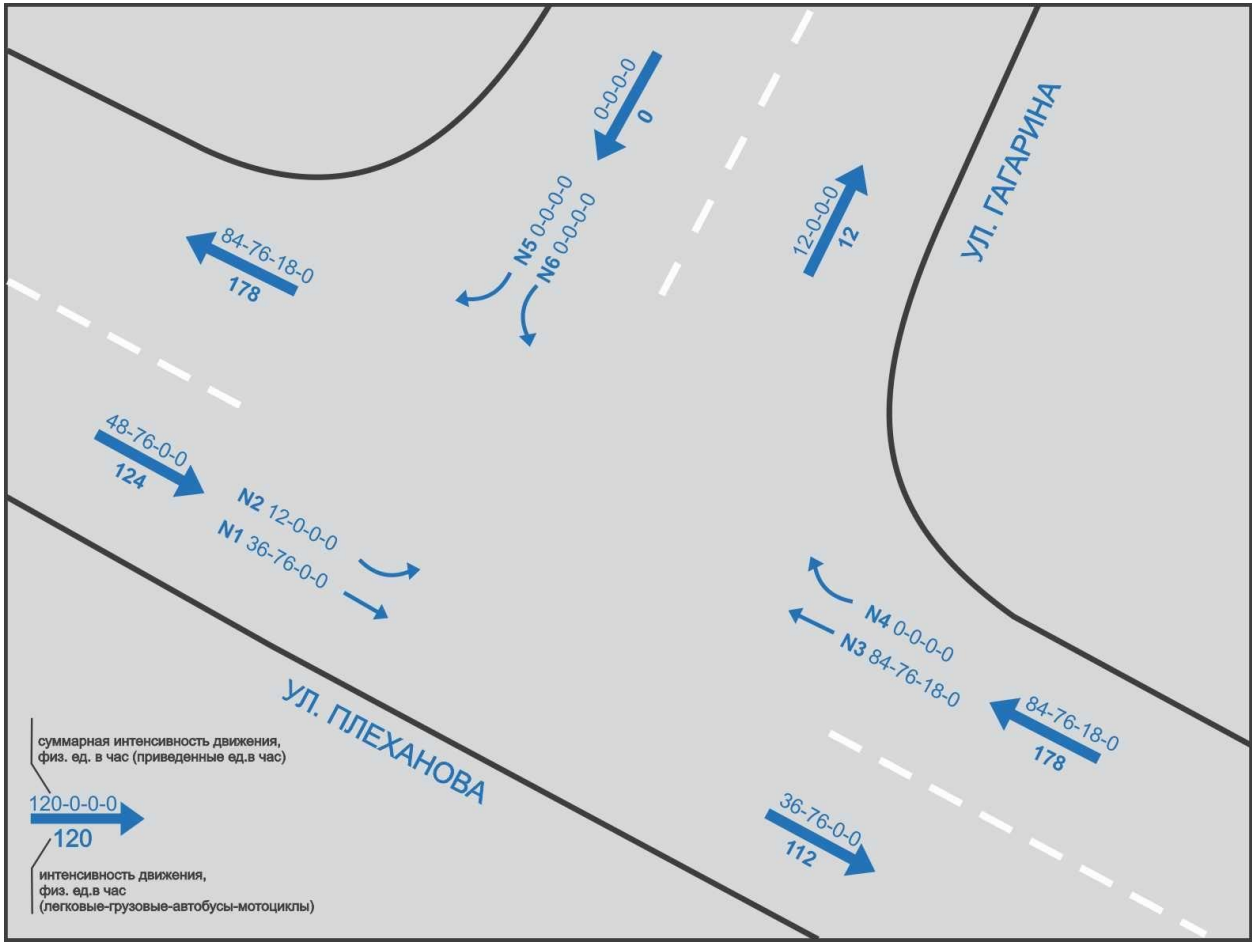 0-0-0-0
0
УЛ. ГАГАРИНА
12-0-0-0
12
N5 0-0-0-0
N6 0-0-0-0
84-76-18-0
178
48-76-0-0
124
N2 12-0-0-0
N1 36-76-0-0
N4 0-0-0-0
N3 84-76-18-0
84-76-18-0
178
УЛ. ПЛЕХАНОВА
36-76-0-0
112
суммарная интенсивность движения,
физ. ед. в час (приведенные ед.в час)
120-0-0-0
120
интенсивность движения,
физ. ед.в час
(легковые-грузовые-автобусы-мотоциклы)